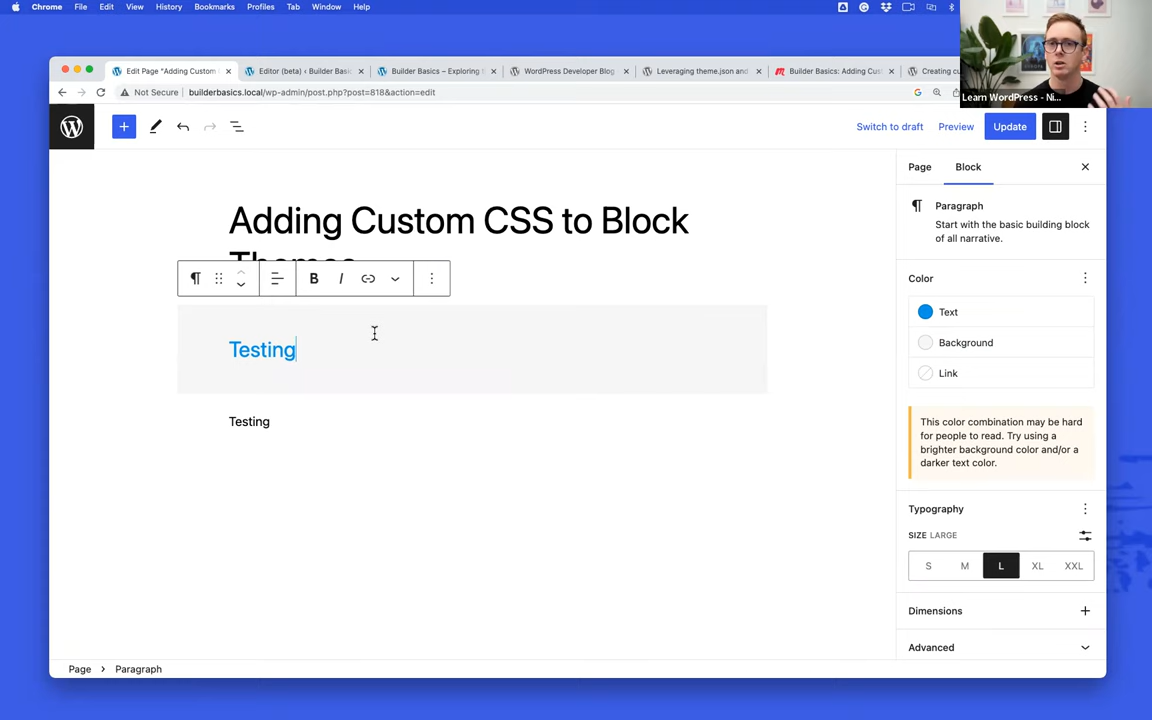 Chrome File Edit View History Bookmarks Profiles Tab Window Help
Edit Page "Adding Custom
Editor (beta) ‹ Builder Basic
Builder Basics – Exploring t
WordPress Developer Blog
Leveraging theme.json and
Builder Basics: Adding Cus
Creating cu
Not Secure builderbasics.local/wp-admin/post.php?post=818&action=edit
Learn WordPress - Ni...
Switch to draft Preview Update
Page Block
Adding Custom CSS to Block
Themes
Paragraph
Start with the basic building block
of all narrative.
B I
Color
Text
Background
Link
Testing
Testing
This color combination may be hard
for people to read. Try using a
brighter background color and/or a
darker text color.
Typography
SIZE LARGE
S M L XL XXL
Dimensions
Advanced
Page > Paragraph